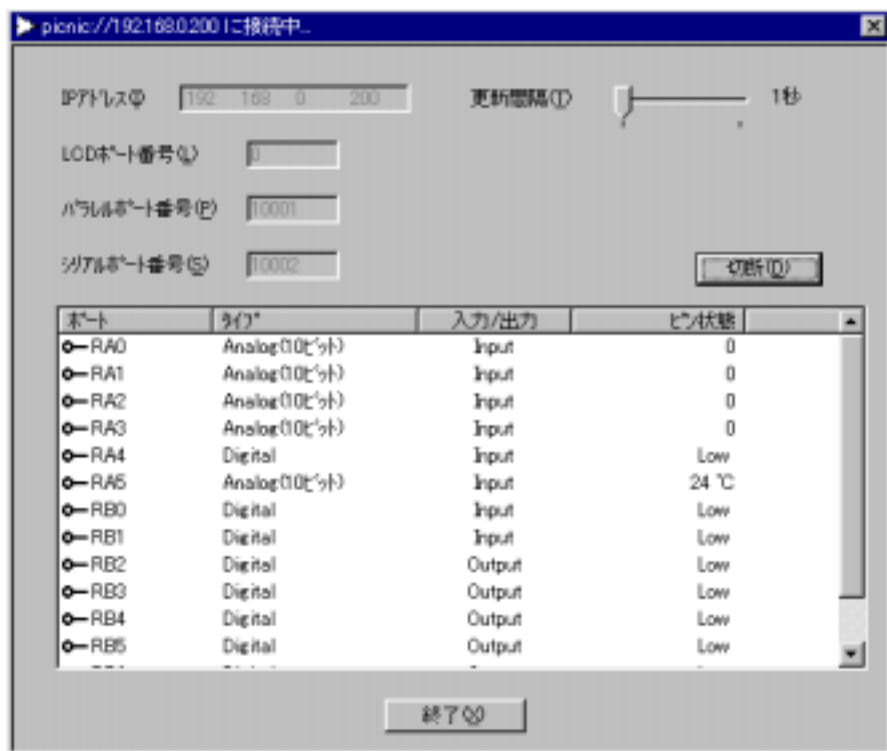 picnic://192.168.0.200 に接続中...
IPアドレス(I) 192 168 0 200 更新間隔(T) 1秒
LCDポート番号(L) 0
パラレルポート番号(P) 10001
シリアルポート番号(S) 10002
切断(D)
ポート タイプ 入力/出力 ピン状態
RA0 Analog(10ビット) Input 0
RA1 Analog(10ビット) Input 0
RA2 Analog(10ビット) Input 0
RA3 Analog(10ビット) Input 0
RA4 Digital Input Low
RA5 Analog(10ビット) Input 24 ℃
RB0 Digital Input Low
RB1 Digital Input Low
RB2 Digital Output Low
RB3 Digital Output Low
RB4 Digital Output Low
RB5 Digital Output Low
終了(X)